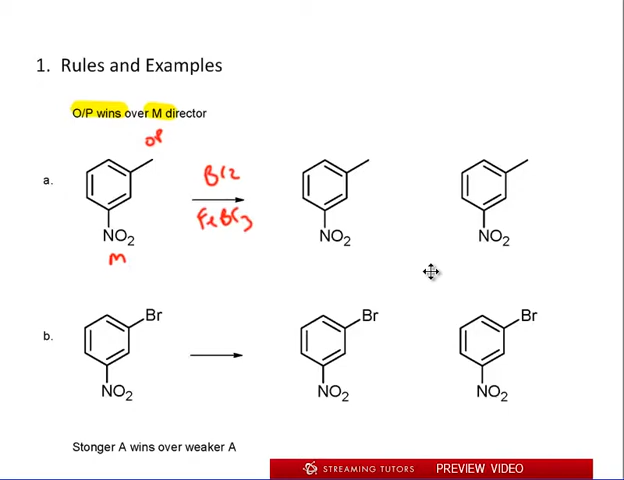 1. Rules and Examples
O/P wins over M director
OP
a.
Br2
FeBr3
NO2
NO2
NO2
M
b.
Br
Br
Br
NO2
NO2
NO2
Stonger A wins over weaker A
STREAMING TUTORS PREVIEW VIDEO